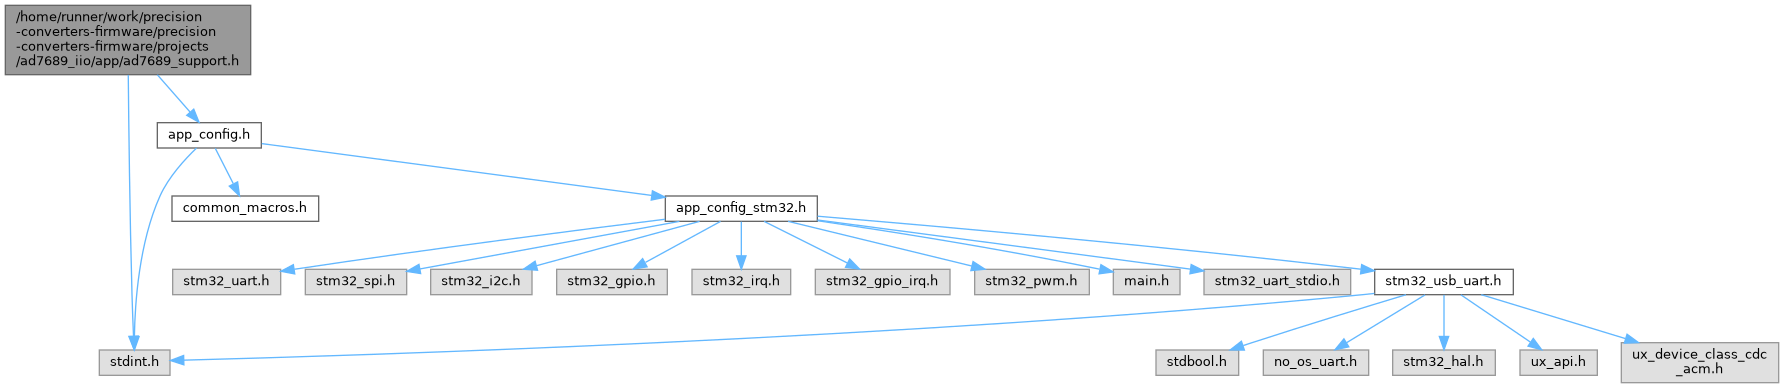 /home/runner/work/precision
-converters-firmware/precision
-converters-firmware/projects
/ad7689_iio/app/ad7689_support.h
app_config.h
common_macros.h
app_config_stm32.h
stm32_uart.h
stm32_spi.h
stm32_i2c.h
stm32_gpio.h
stm32_irq.h
stm32_gpio_irq.h
stm32_pwm.h
main.h
stm32_uart_stdio.h
stm32_usb_uart.h
stdint.h
stdbool.h
no_os_uart.h
stm32_hal.h
ux_api.h
ux_device_class_cdc
_acm.h